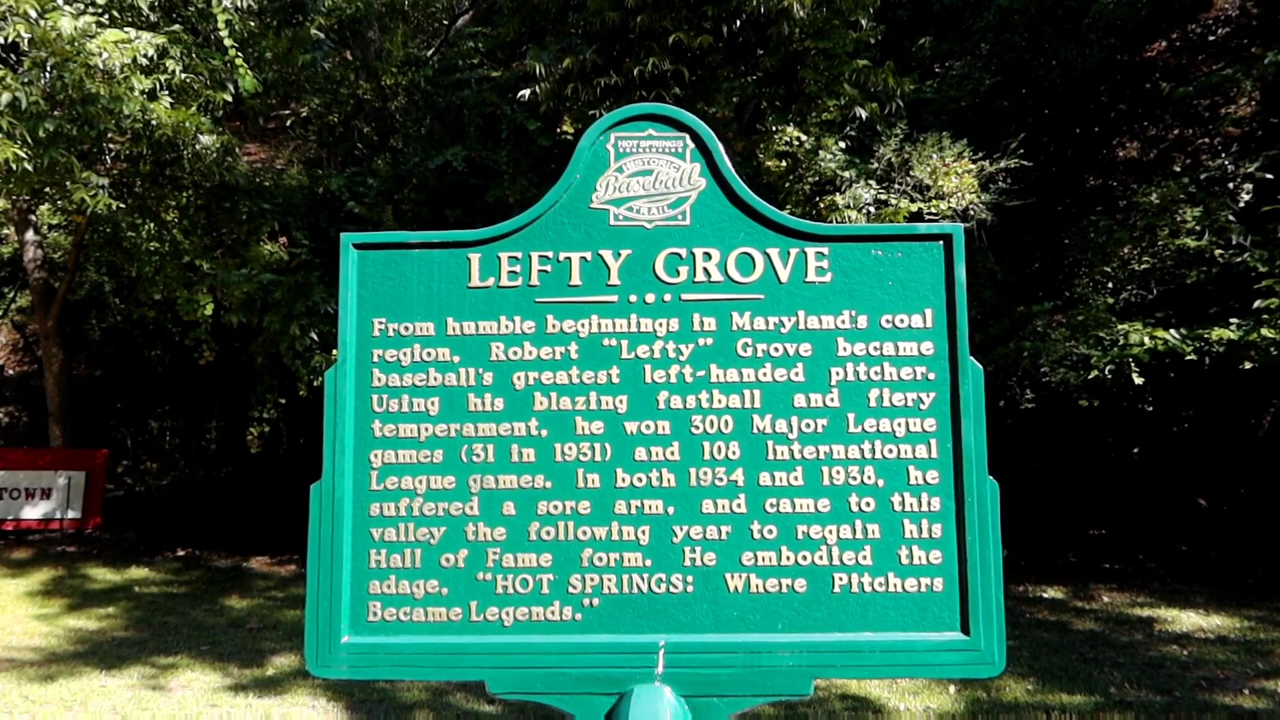 HOT SPRINGS
HISTORIC
Baseball
TRAIL
LEFTY GROVE
From humble beginnings in Maryland's coal
region, Robert "Lefty" Grove became
baseball's greatest left-handed pitcher.
Using his blazing fastball and fiery
temperament, he won 300 Major League
games (31 in 1931) and 108 International
League games. In both 1934 and 1938, he
suffered a sore arm, and came to this
valley the following year to regain his
Hall of Fame form. He embodied the
adage, "HOT SPRINGS: Where Pitchers
Became Legends."
TOWN